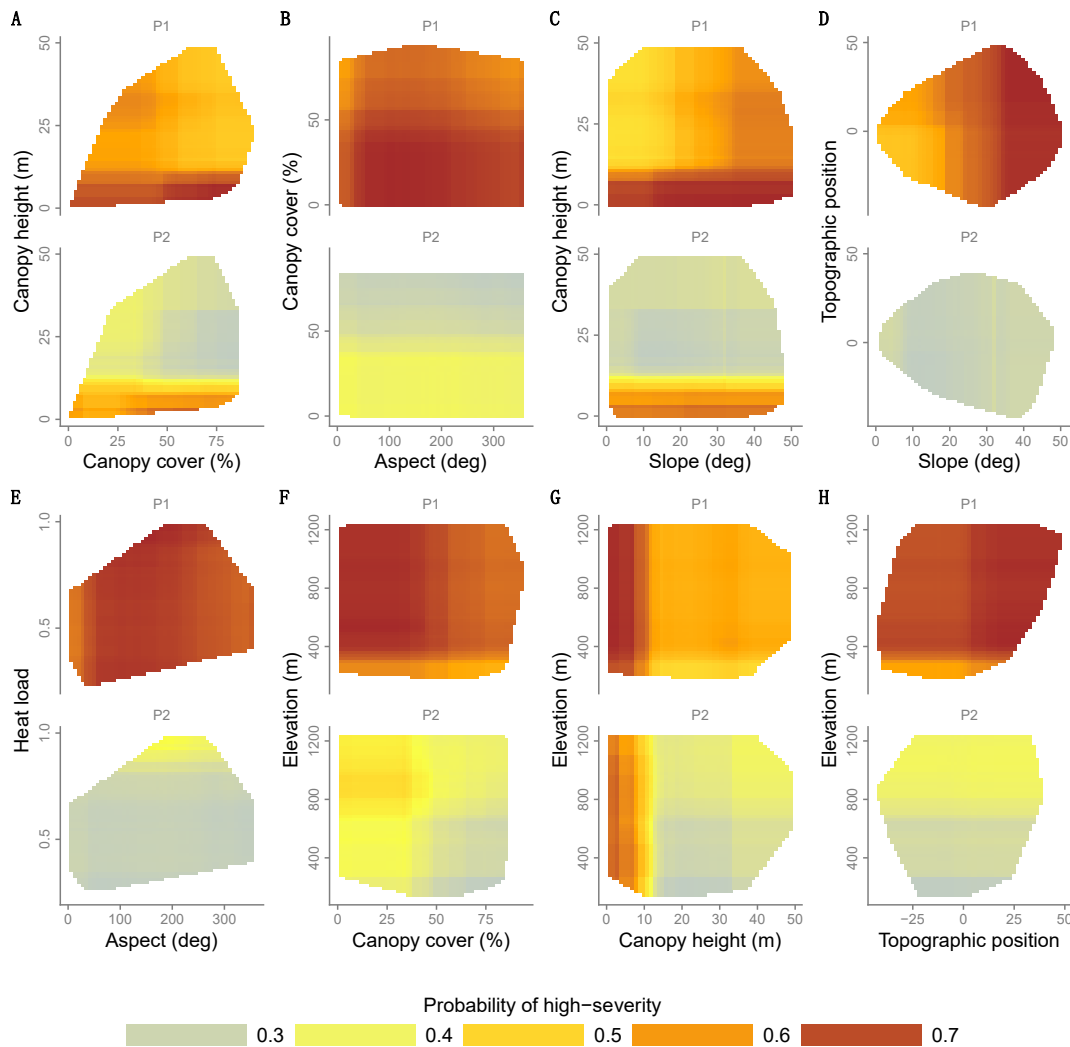 A B C D
P1 P1 P1 P1
50 50 50
25 50 25 0
0 0 0
Canopy height (m) Canopy cover (%) Canopy height (m) Topographic position
P2 P2 P2 P2
50 50 50
25 50 25 0
0 0 0
0 25 50 75 0 100 200 300 0 10 20 30 40 50 0 10 20 30 40 50
Canopy cover (%) Aspect (deg) Slope (deg) Slope (deg)
E F G H
P1 P1 P1 P1
1.0 1200 1200 1200
0.5 800 800 800
400 400 400
Heat load Elevation (m) Elevation (m) Elevation (m)
P2 P2 P2 P2
1.0 1200 1200 1200
0.5 800 800 800
400 400 400
0 100 200 300 0 25 50 75 0 10 20 30 40 50 −25 0 25 50
Aspect (deg) Canopy cover (%) Canopy height (m) Topographic position
Probability of high−severity
0.3 0.4 0.5 0.6 0.7